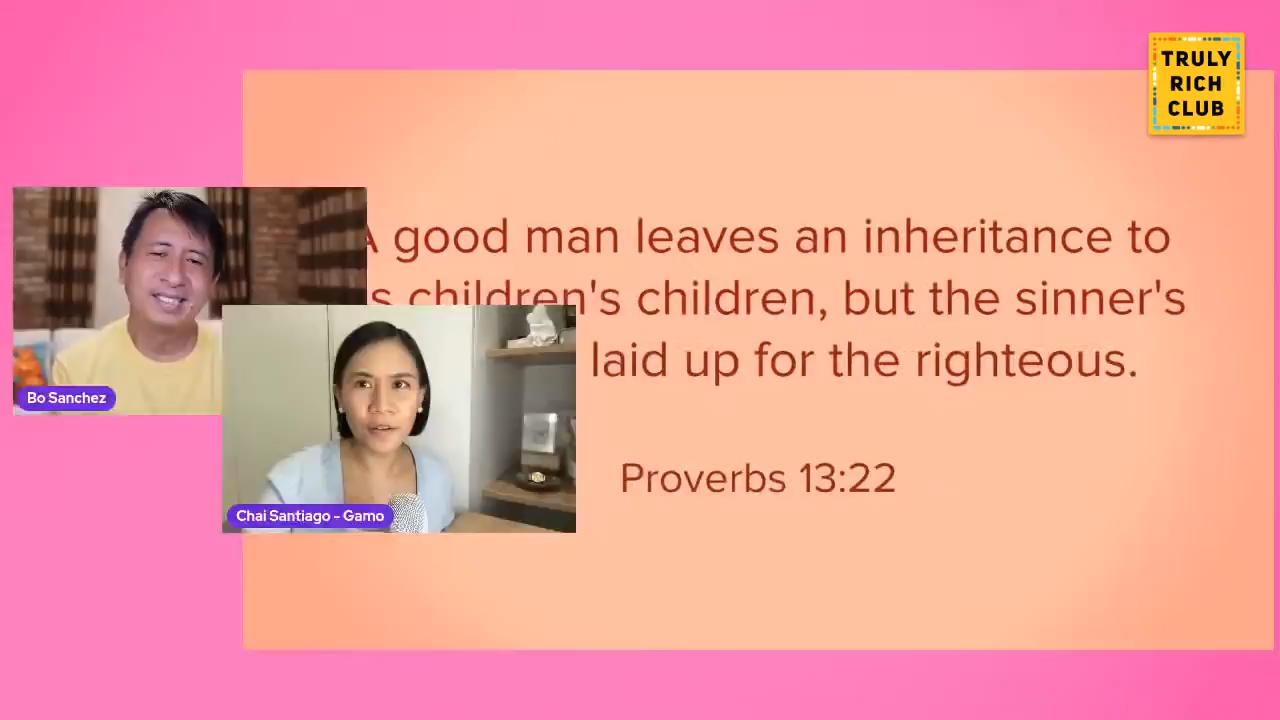 TRULY
RICH
CLUB
A good man leaves an inheritance to
children's children, but the sinner's
laid up for the righteous.
Proverbs 13:22
Bo Sanchez
Chai Santiago - Gamo